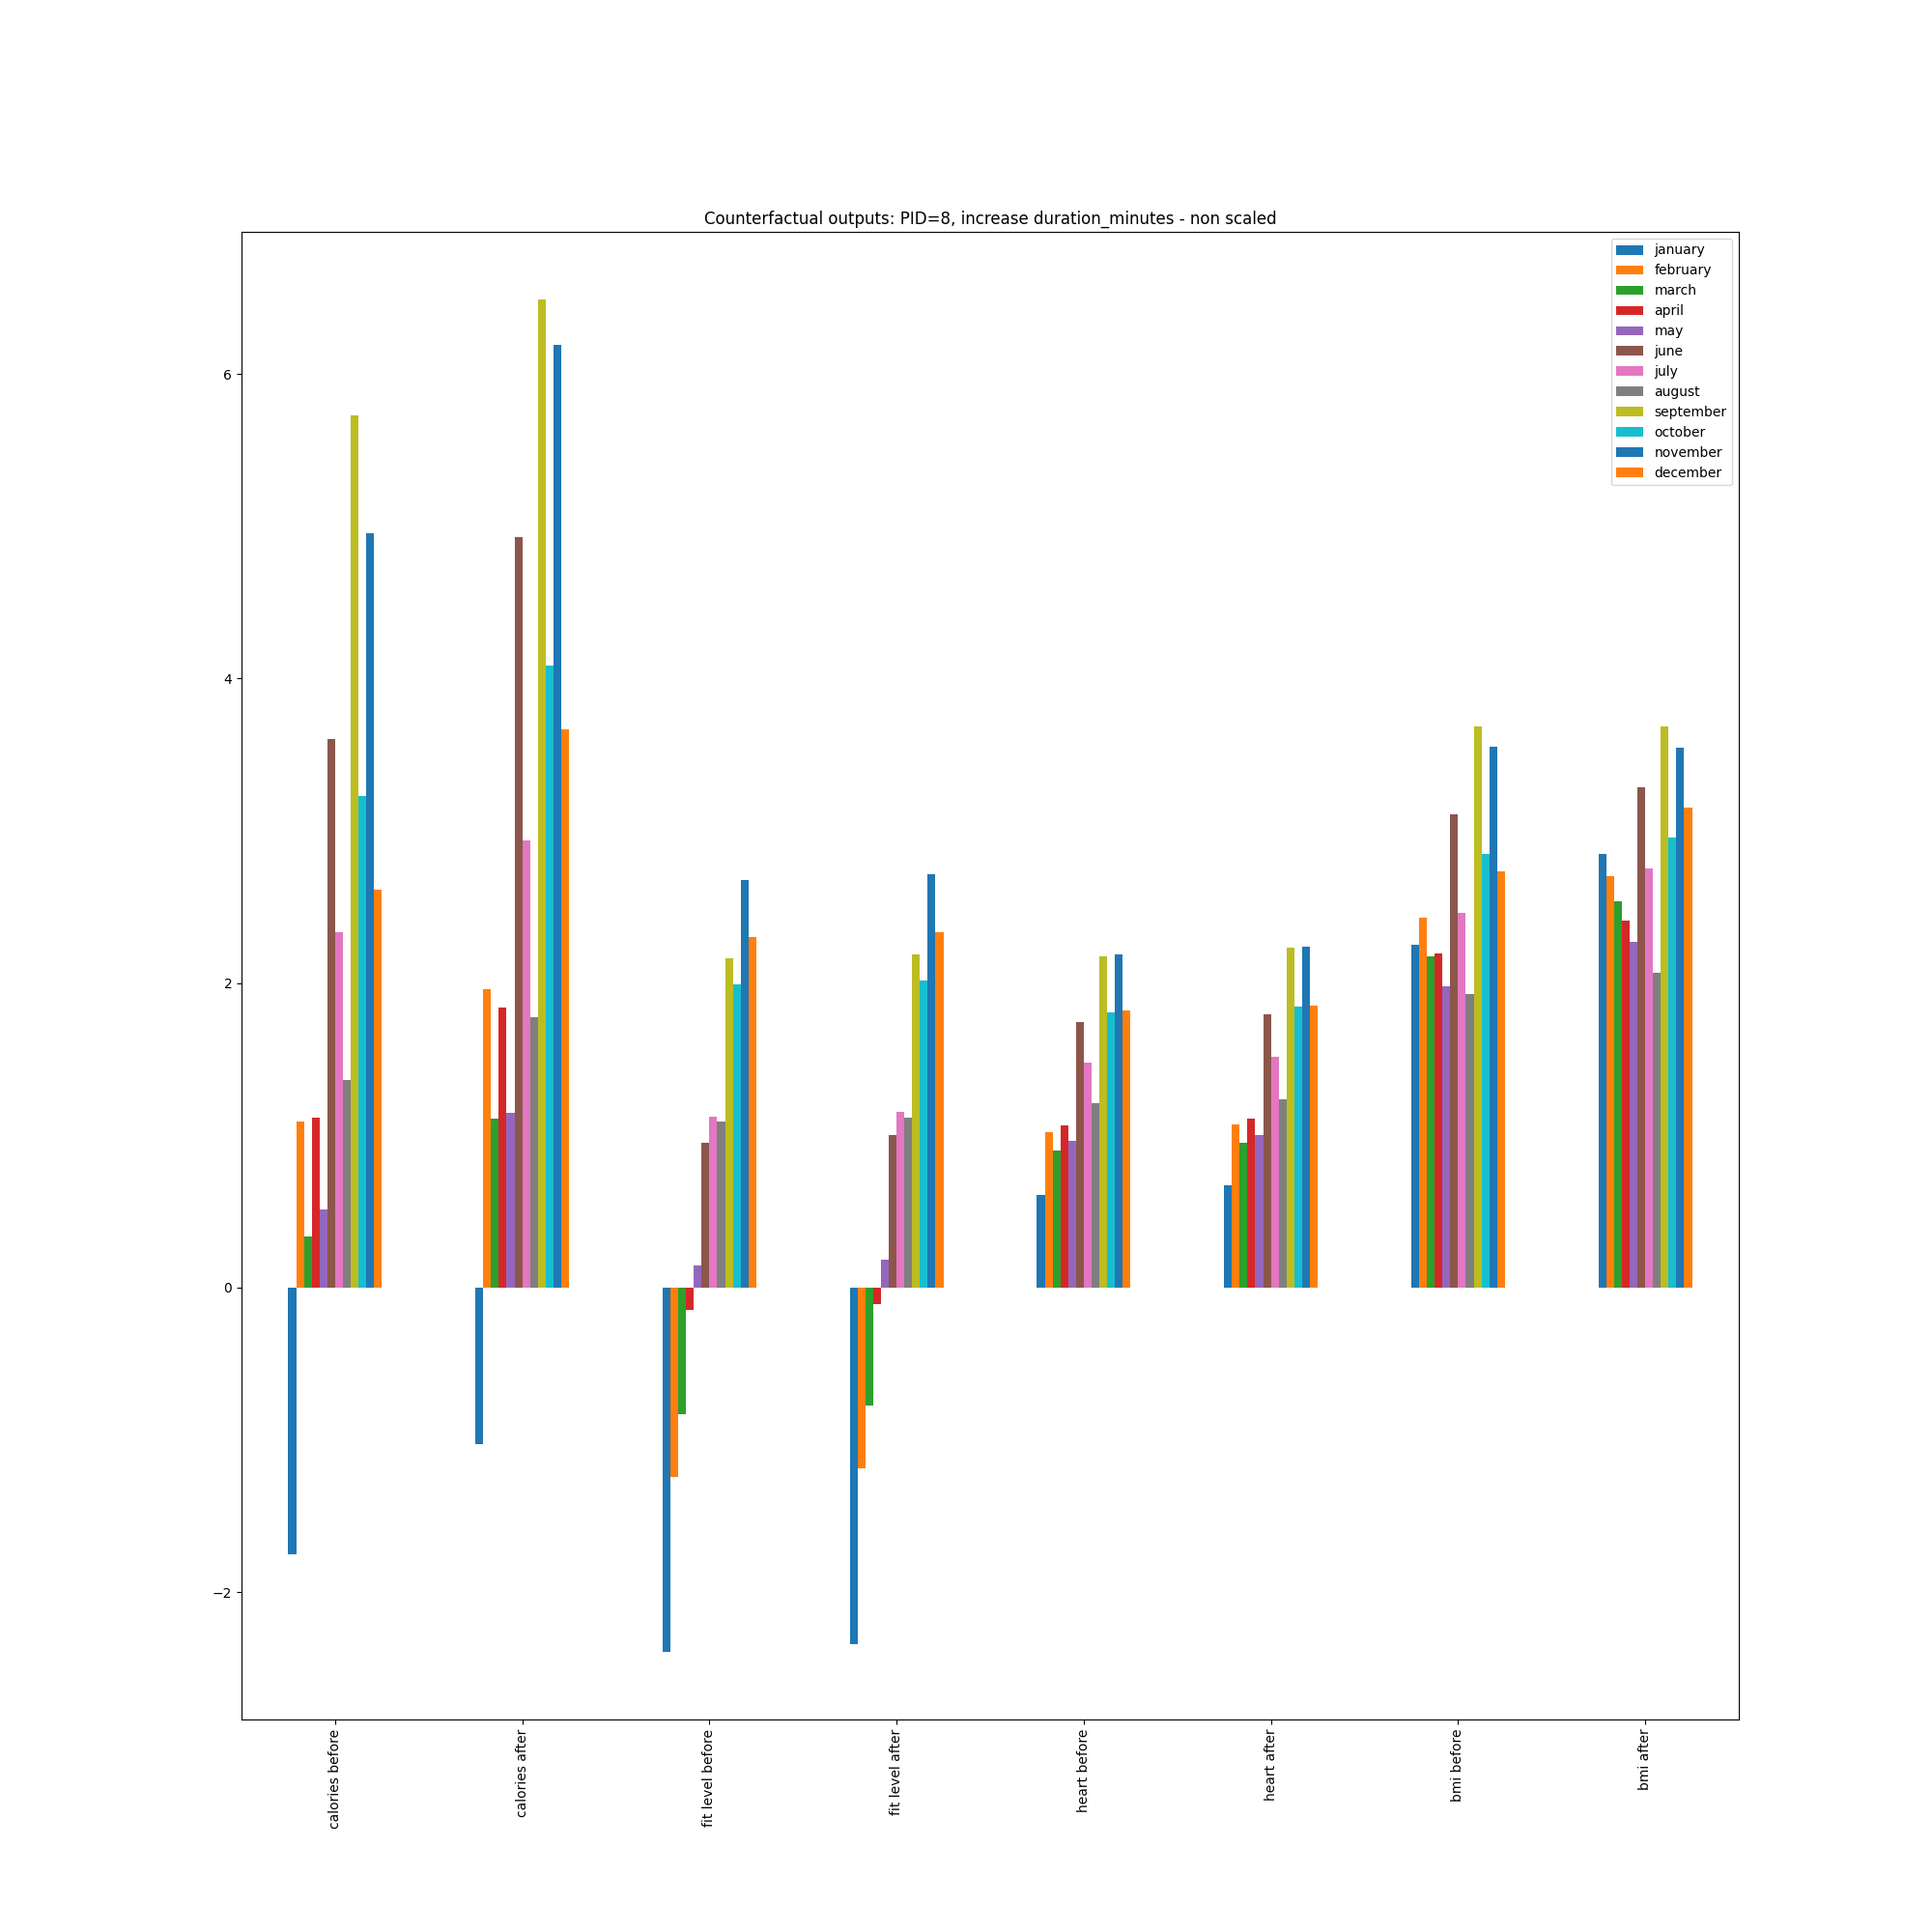 Counterfactual outputs: PID=8, increase duration_minutes - non scaled
january
february
march
april
may
june
july
august
september
october
november
december
6
4
2
0
−2
calories before
calories after
fit level before
fit level after
heart before
heart after
bmi before
bmi after